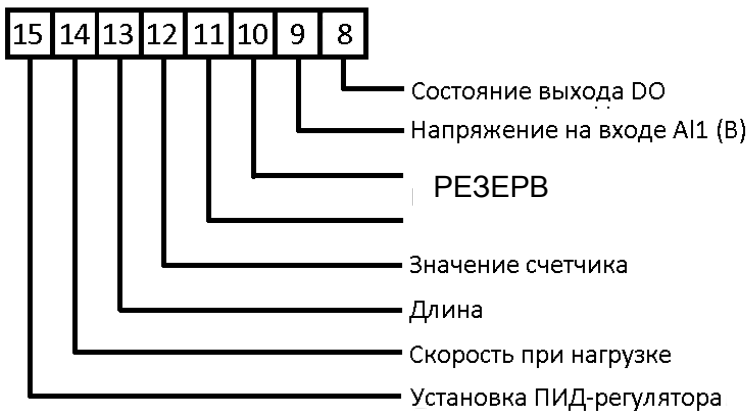 15 14 13 12 11 10 9 8
Состояние выхода DO
Напряжение на входе AI1 (В)
РЕЗЕРВ
Значение счетчика
Длина
Скорость при нагрузке
Установка ПИД-регулятора